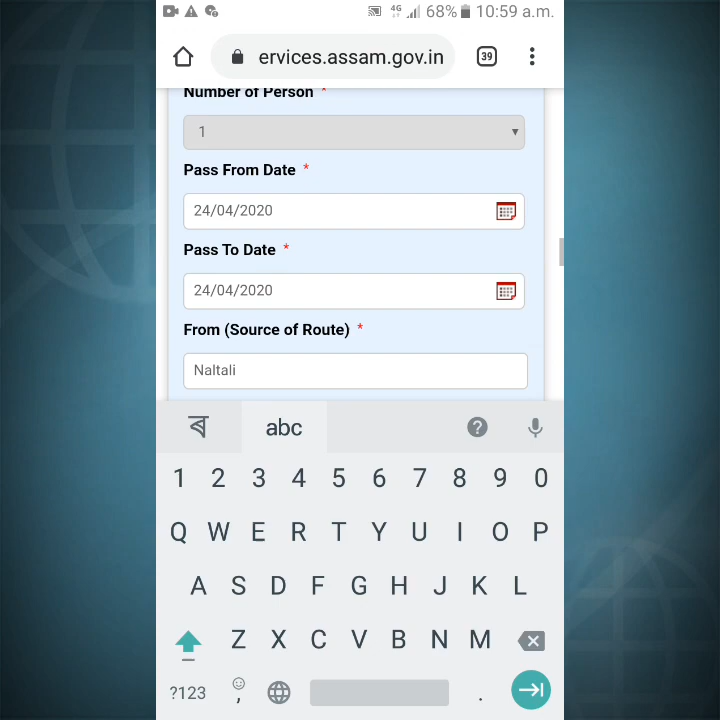 4G 68% 10:59 a.m.
ervices.assam.gov.in 39
Number of Person *
1
Pass From Date *
24/04/2020
Pass To Date *
24/04/2020
From (Source of Route) *
Naltali
ৰ abc ?
1 2 3 4 5 6 7 8 9 0
Q W E R T Y U I O P
A S D F G H J K L
Z X C V B N M
?123 , .